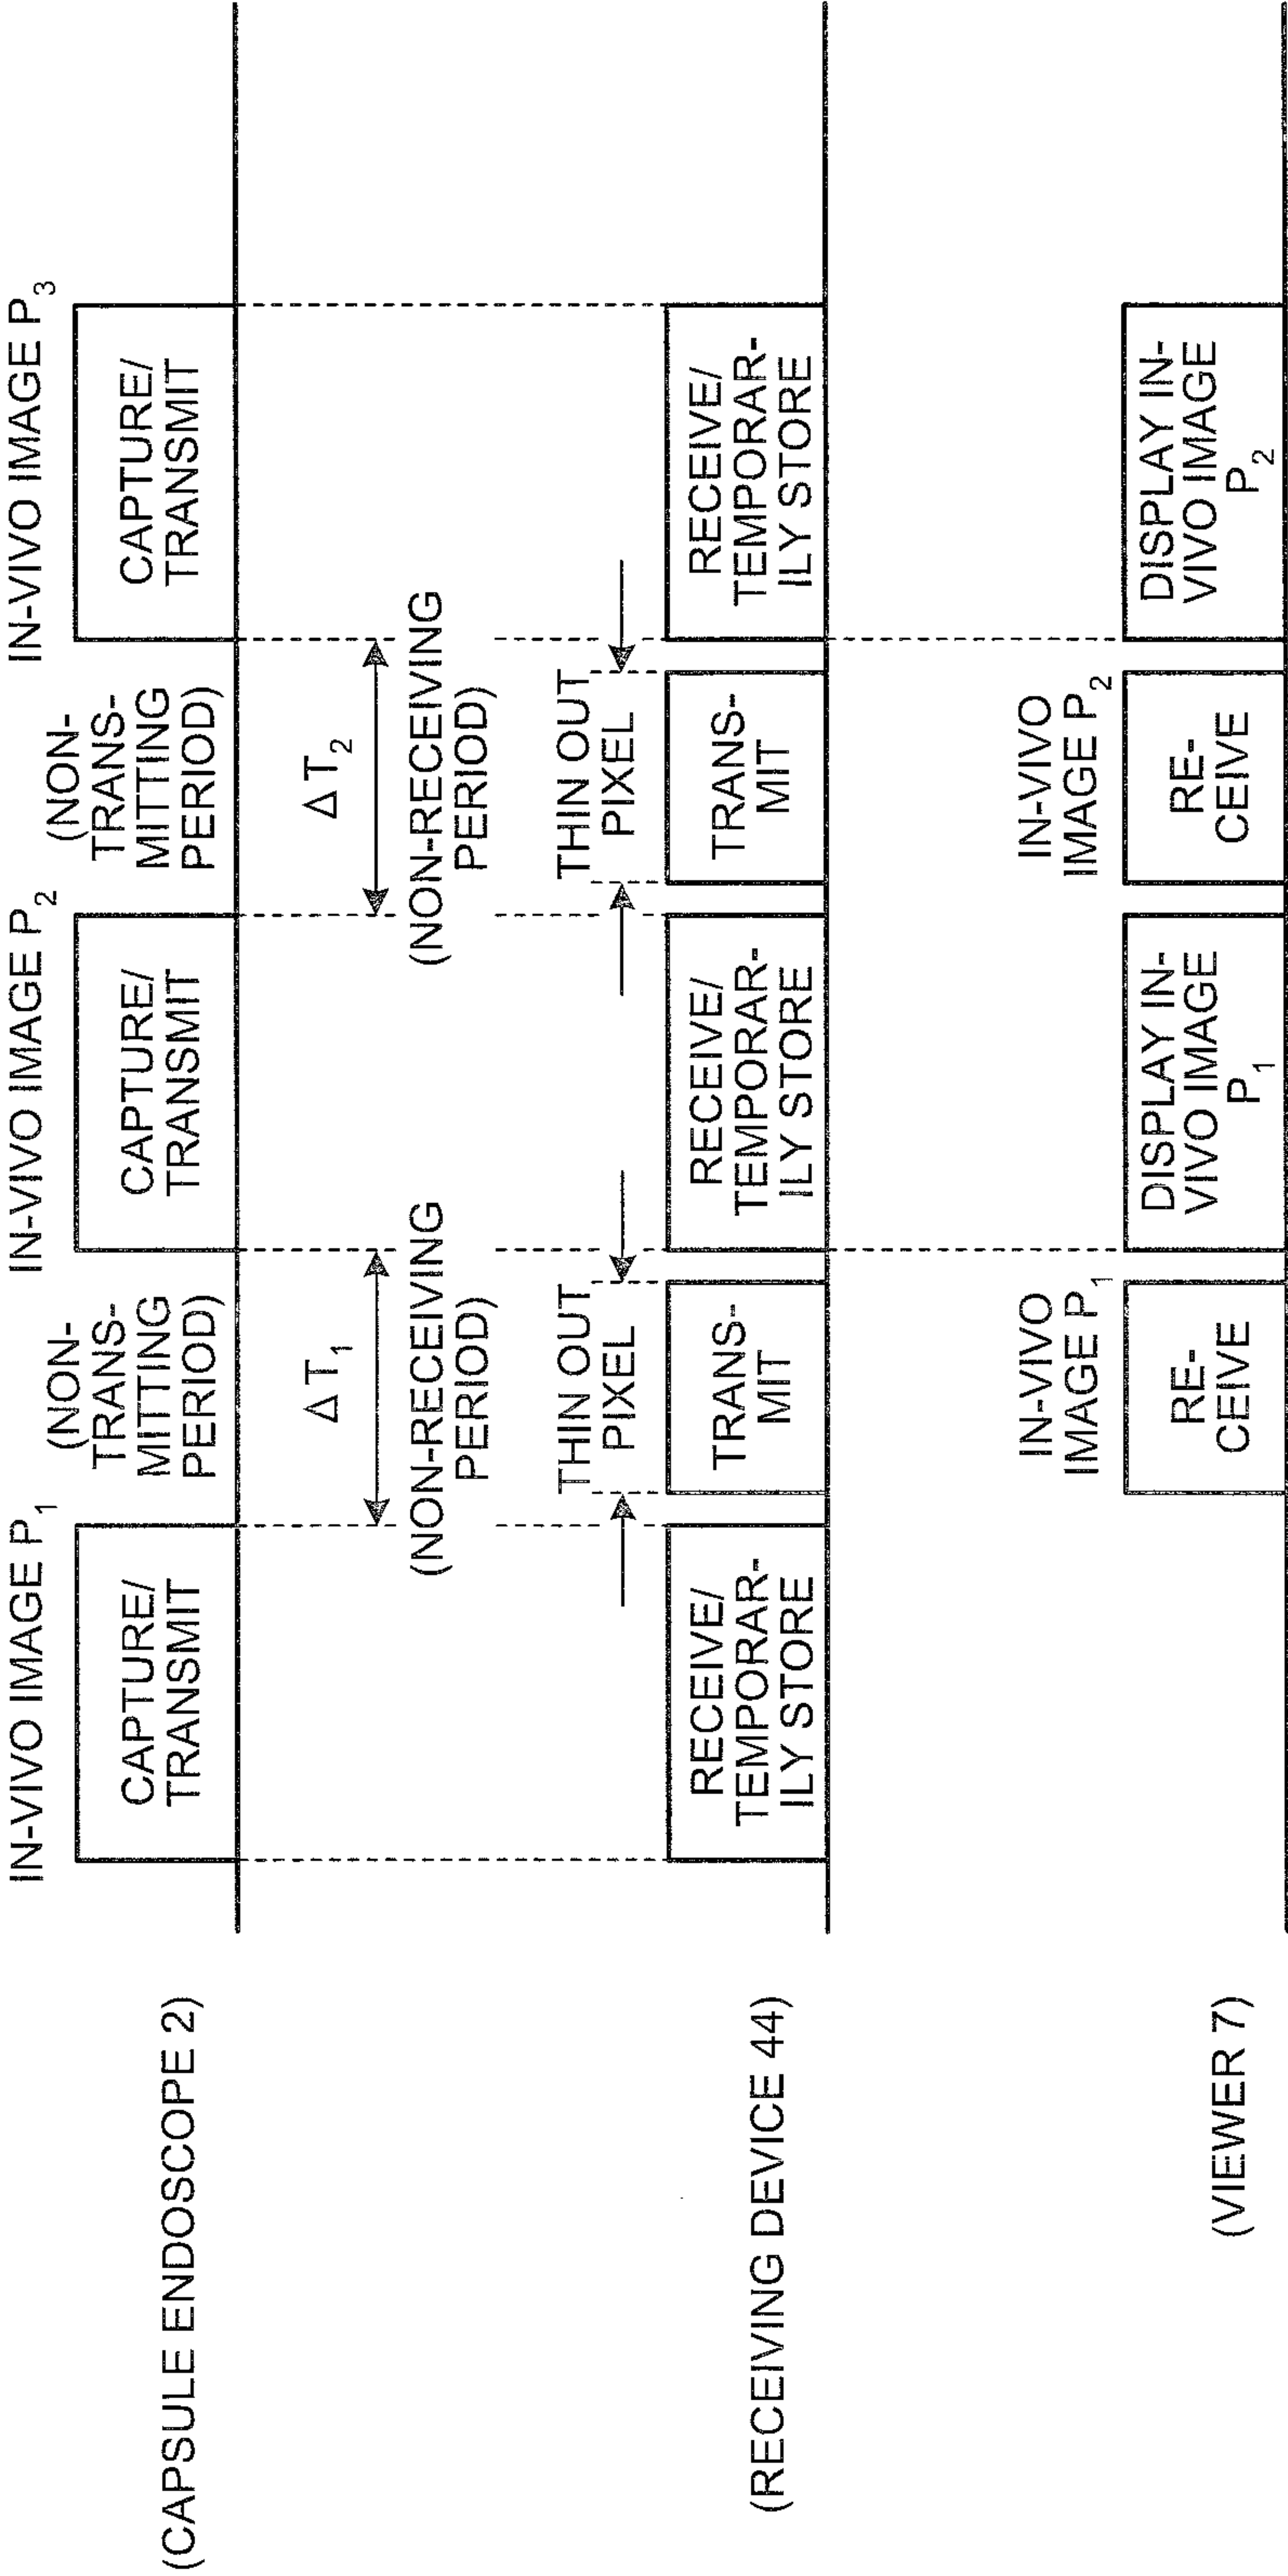 IN-VIVO IMAGE P1
CAPTURE/
TRANSMIT
(NON-
TRANS-
MITTING
PERIOD)
IN-VIVO IMAGE P2
CAPTURE/
TRANSMIT
(NON-
TRANS-
MITTING
PERIOD)
IN-VIVO IMAGE P3
CAPTURE/
TRANSMIT
(CAPSULE ENDOSCOPE 2)
ΔT1
(NON-RECEIVING
PERIOD)
ΔT2
(NON-RECEIVING
PERIOD)
THIN OUT
PIXEL
THIN OUT
PIXEL
(RECEIVING DEVICE 44)
RECEIVE/
TEMPORAR-
ILY STORE
TRANS-
MIT
RECEIVE/
TEMPORAR-
ILY STORE
TRANS-
MIT
RECEIVE/
TEMPORAR-
ILY STORE
IN-VIVO
IMAGE P1
IN-VIVO
IMAGE P2
(VIEWER 7)
RE-
CEIVE
DISPLAY IN-
VIVO IMAGE
P1
RE-
CEIVE
DISPLAY IN-
VIVO IMAGE
P2